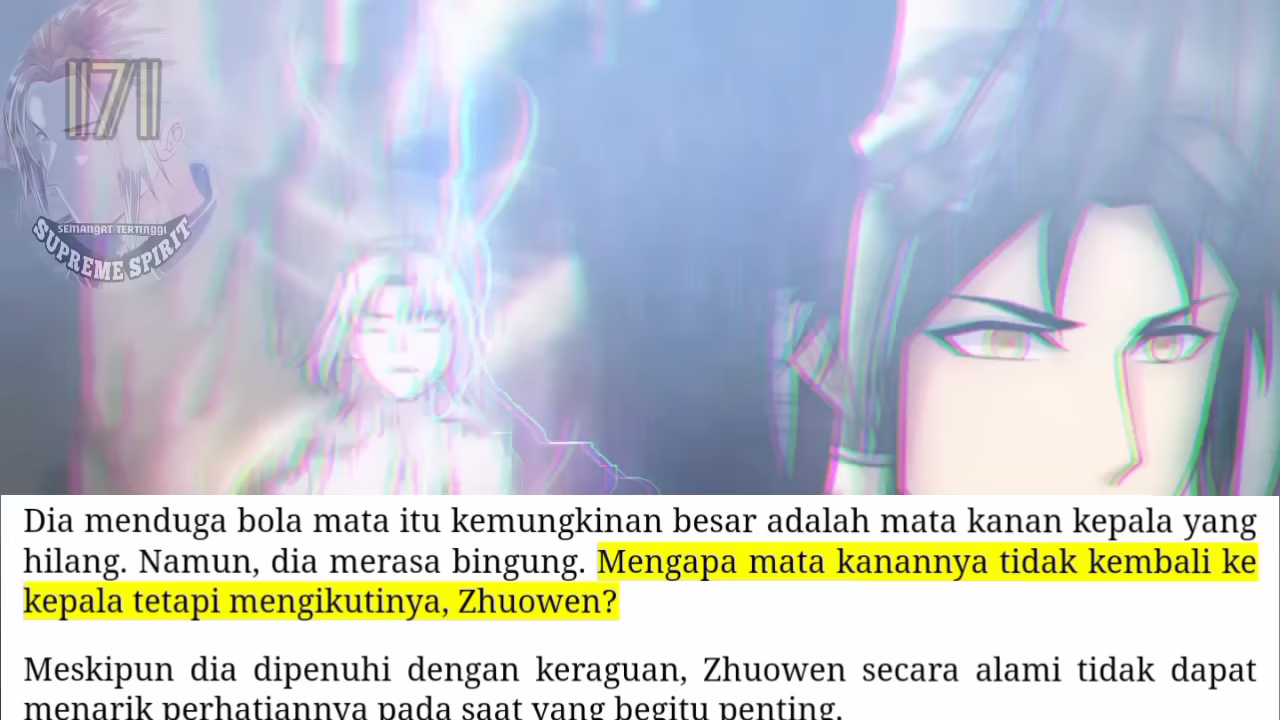 171
SEMANGAT TERTINGGI
SUPREME SPIRIT
Dia menduga bola mata itu kemungkinan besar adalah mata kanan kepala yang
hilang. Namun, dia merasa bingung. Mengapa mata kanannya tidak kembali ke
kepala tetapi mengikutinya, Zhuowen?
Meskipun dia dipenuhi dengan keraguan, Zhuowen secara alami tidak dapat
menarik perhatiannya pada saat yang begitu penting.